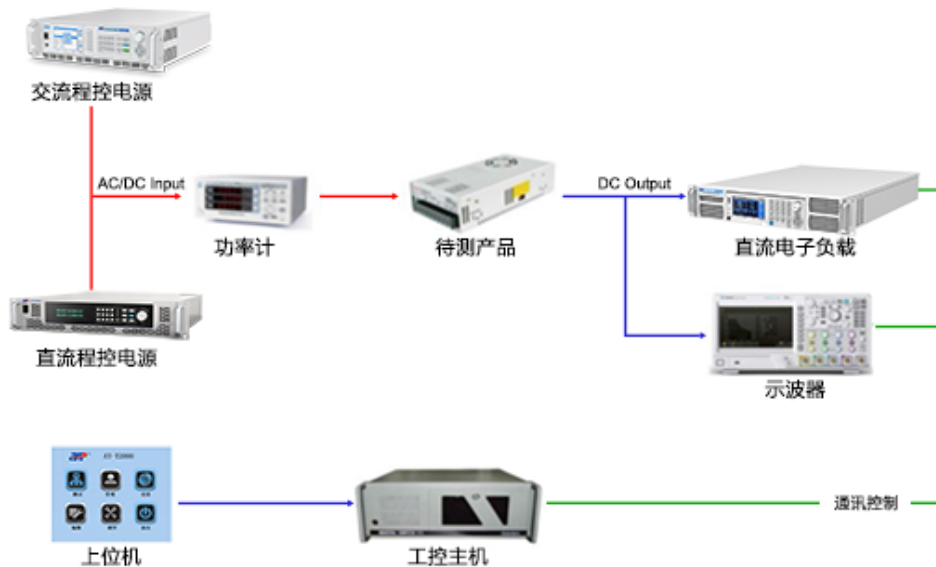 交流程控电源
AC/DC Input
功率计
待测产品
DC Output
直流电子负载
直流程控电源
示波器
上位机
工控主机
通讯控制